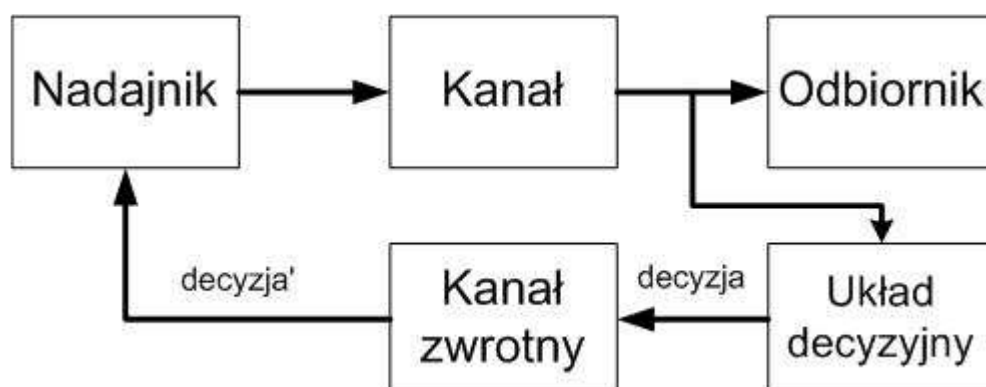 Nadajnik
Kanał
Odbiornik
decyzja'
Kanał
zwrotny
decyzja
Układ
decyzyjny